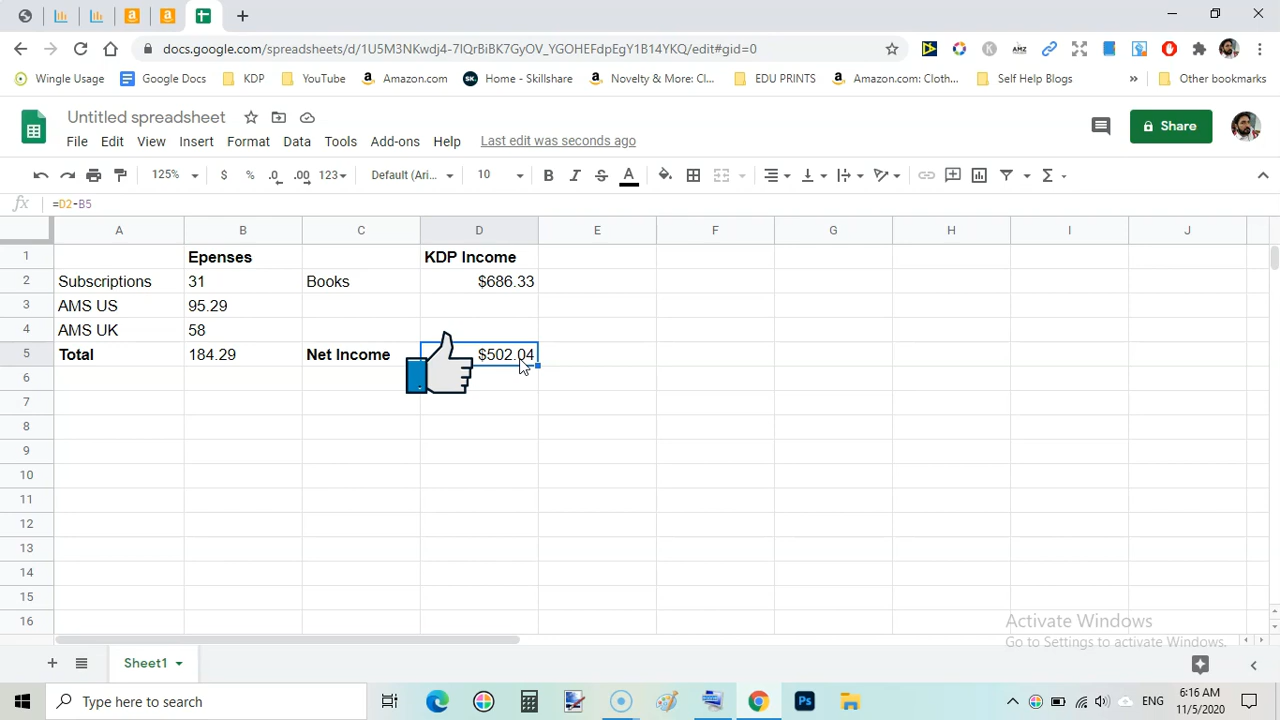 docs.google.com/spreadsheets/d/1U5M3NKwdj4-7IQrBiBK7GyOV_YGOHEFdpEgY1B14YKQ/edit#gid=0
Wingle Usage Google Docs KDP YouTube Amazon.com Home - Skillshare Novelty & More: Cl... EDU PRINTS Amazon.com: Cloth... Self Help Blogs » Other bookmarks
Untitled spreadsheet
Share
File Edit View Insert Format Data Tools Add-ons Help Last edit was seconds ago
125% $ % .0 .00 123 Default (Ari... 10 B I S A Σ
fx =D2-B5
A B C D E F G H I J
1 Epenses KDP Income
2 Subscriptions 31 Books $686.33
3 AMS US 95.29
4 AMS UK 58
5 Total 184.29 Net Income $502.04
6
7
8
9
10
11
12
13
14
15
16
Activate Windows
Go to Settings to activate Windows.
+ Sheet1
Type here to search
Ps
ENG
6:16 AM
11/5/2020